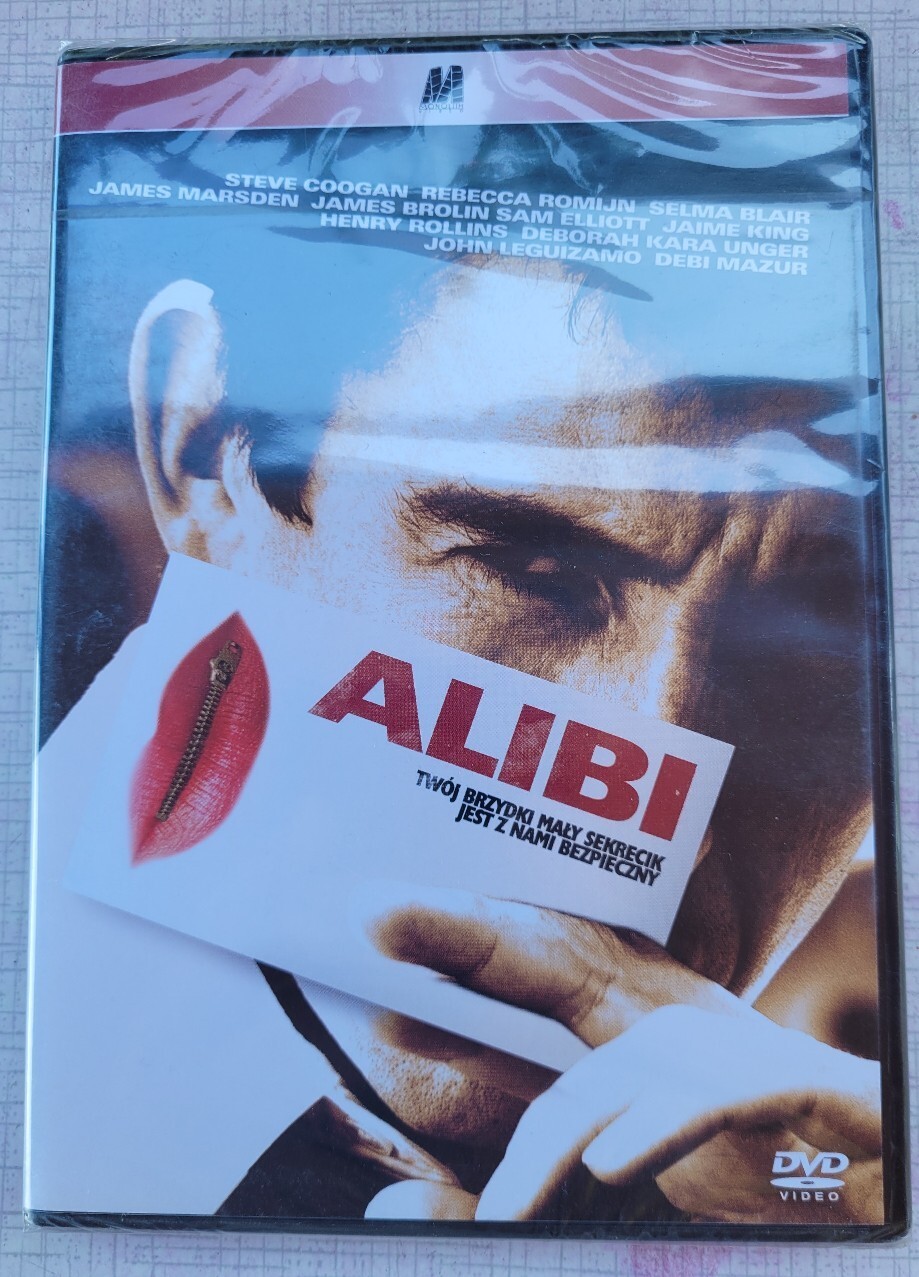 MONOLITH
STEVE COOGAN REBECCA ROMIJN SELMA BLAIR
JAMES MARSDEN JAMES BROLIN SAM ELLIOTT JAIME KING
HENRY ROLLINS DEBORAH KARA UNGER
JOHN LEGUIZAMO DEBI MAZUR
ALIBI
TWÓJ BRZYDKI MAŁY SEKRECIK
JEST Z NAMI BEZPIECZNY
DVD
VIDEO